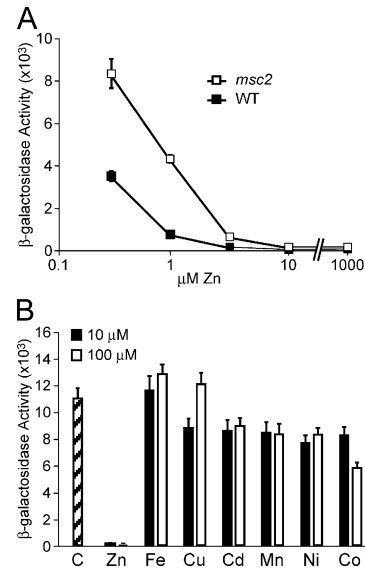 A
β-galactosidase Activity (x10³)
10
8
6
4
2
0
msc2
WT
0.1 1 10 1000
μM Zn
B
β-galactosidase Activity (x10³)
16
14
12
10
8
6
4
2
0
10 μM
100 μM
C Zn Fe Cu Cd Mn Ni Co